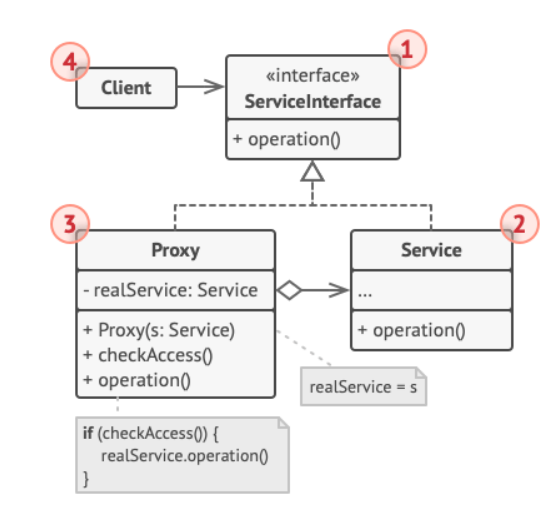 1
4
«interface»
ServiceInterface
Client
+ operation()
3
2
Proxy
Service
- realService: Service
...
+ Proxy(s: Service)
+ checkAccess()
+ operation()
+ operation()
realService = s
if (checkAccess()) {
realService.operation()
}